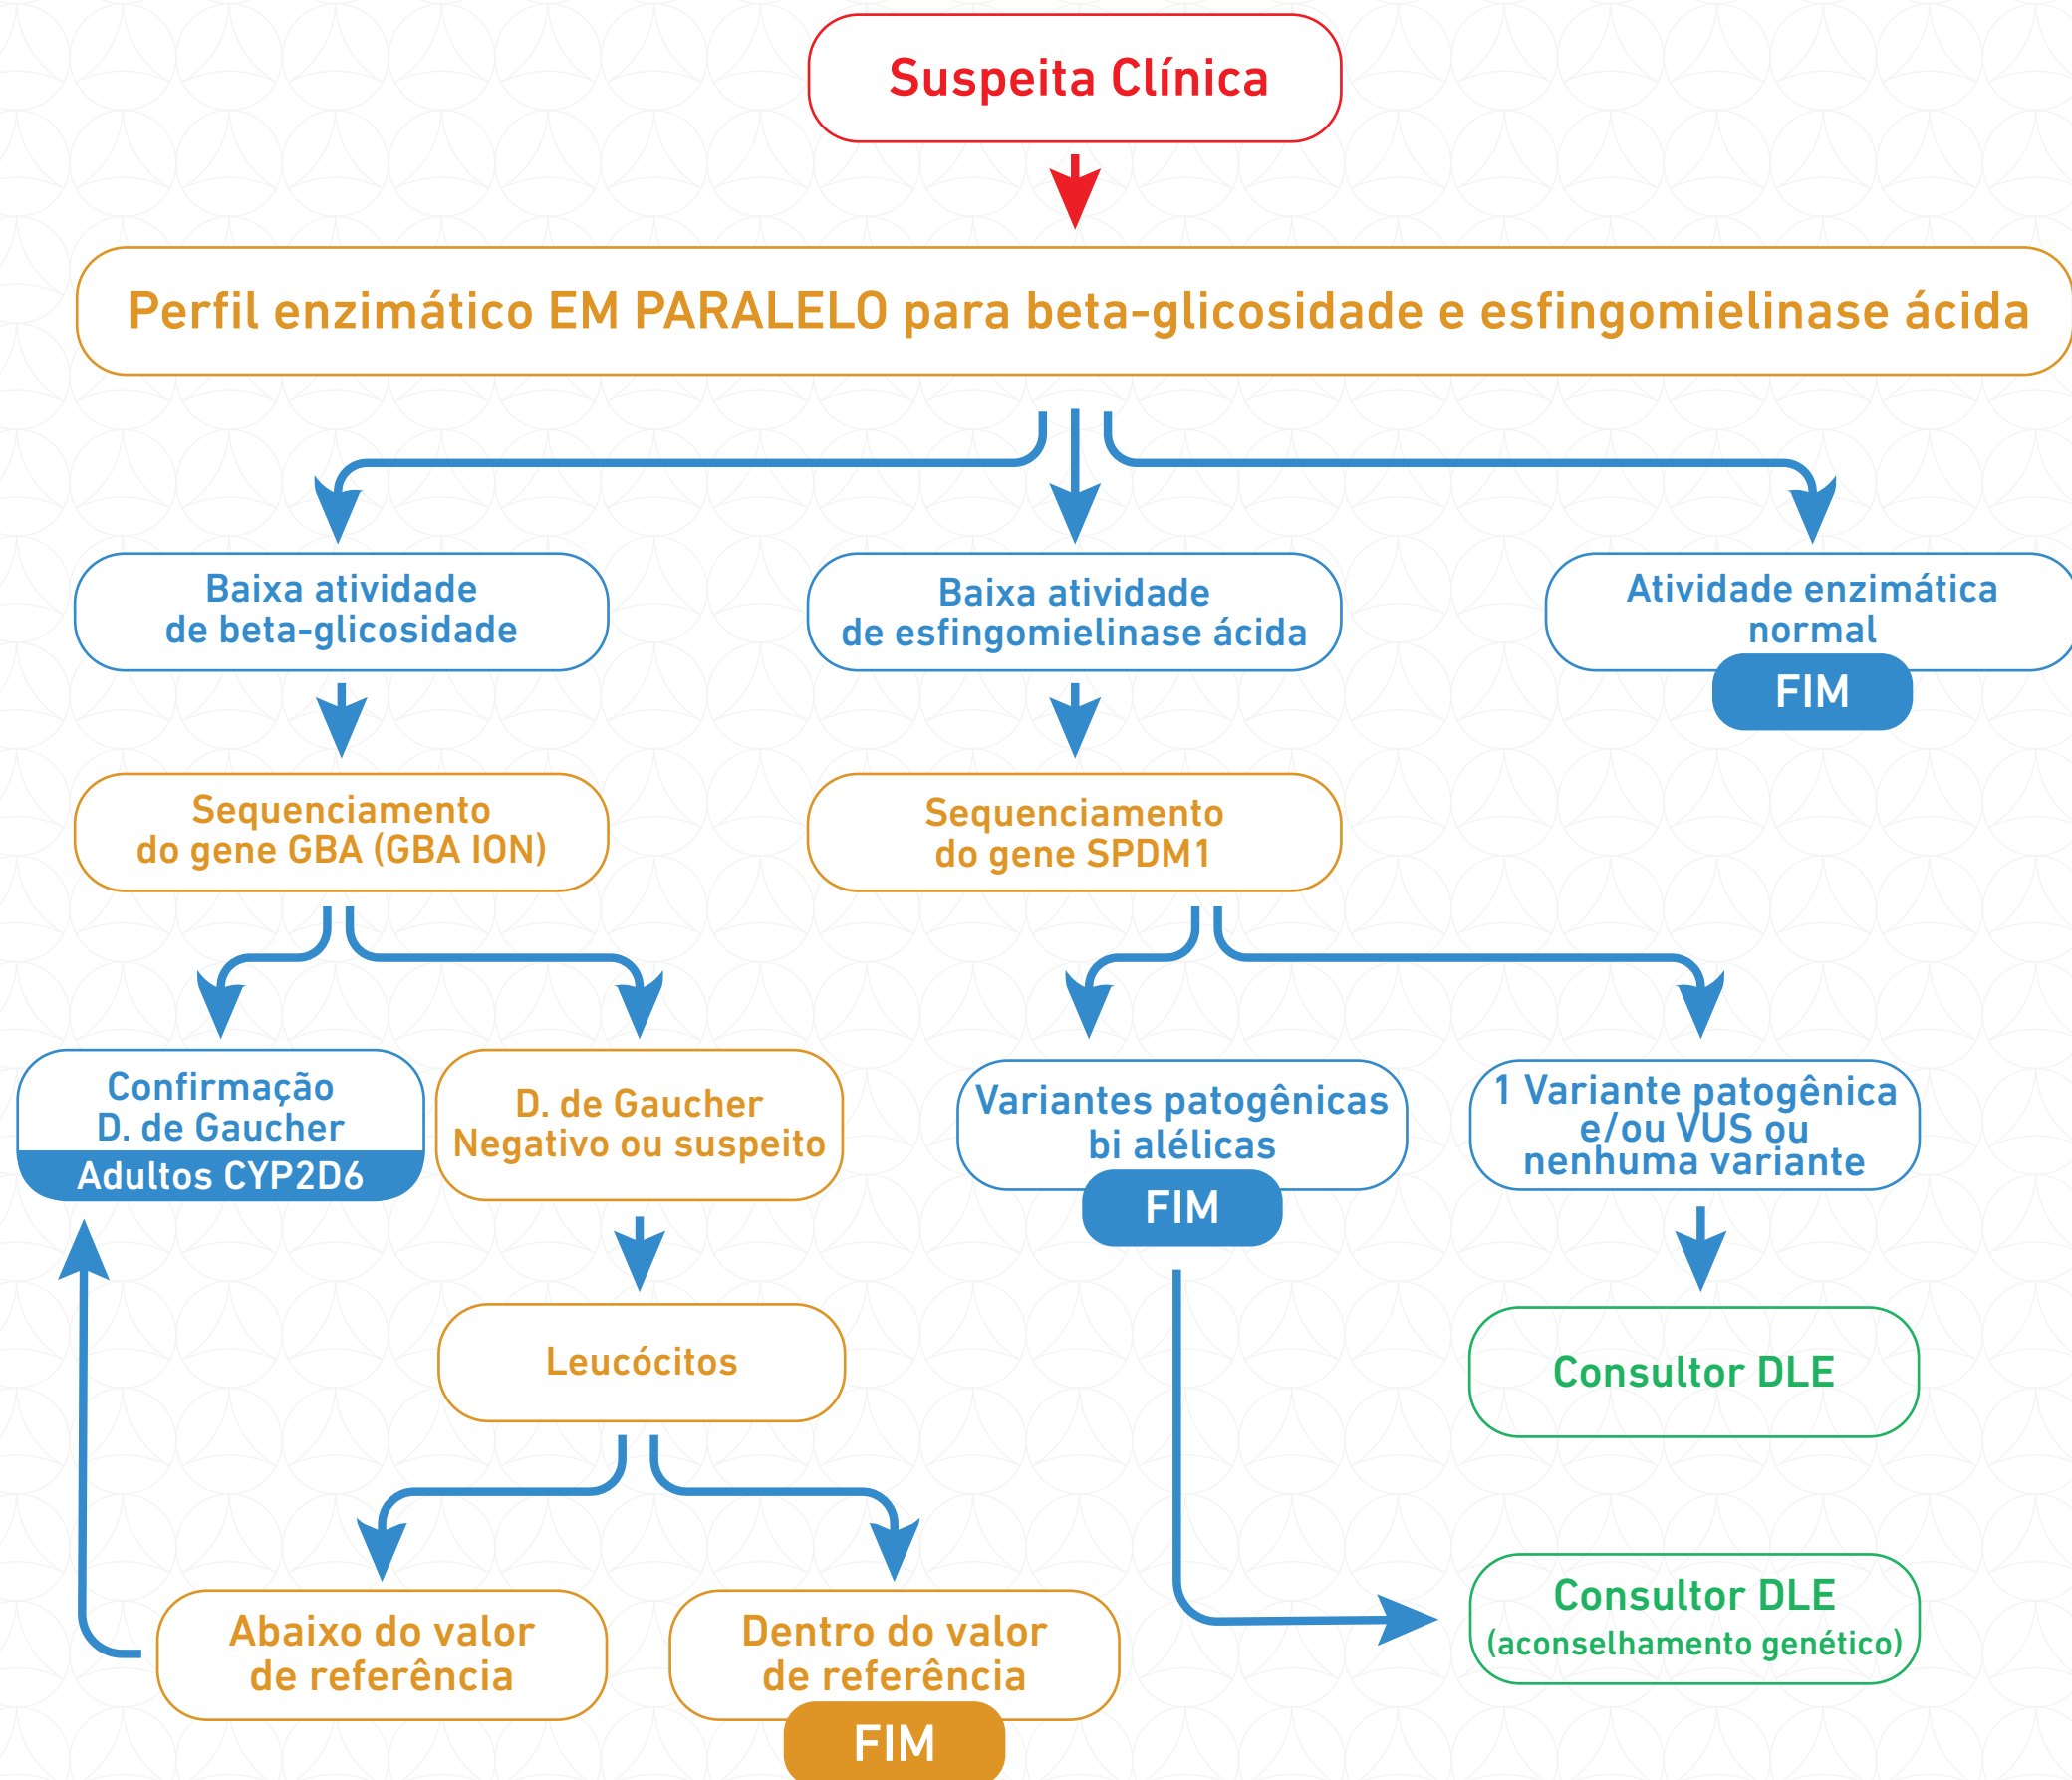 Suspeita Clínica
Perfil enzimático EM PARALELO para beta-glicosidade e esfingomielinase ácida
Baixa atividade
de beta-glicosidade
Baixa atividade
de esfingomielinase ácida
Atividade enzimática
normal
FIM
Sequenciamento
do gene GBA (GBA ION)
Sequenciamento
do gene SPDM1
Confirmação
D. de Gaucher
Adultos CYP2D6
D. de Gaucher
Negativo ou suspeito
Variantes patogênicas
bi alélicas
FIM
1 Variante patogênica
e/ou VUS ou
nenhuma variante
Leucócitos
Consultor DLE
Abaixo do valor
de referência
Dentro do valor
de referência
FIM
Consultor DLE
(aconselhamento genético)